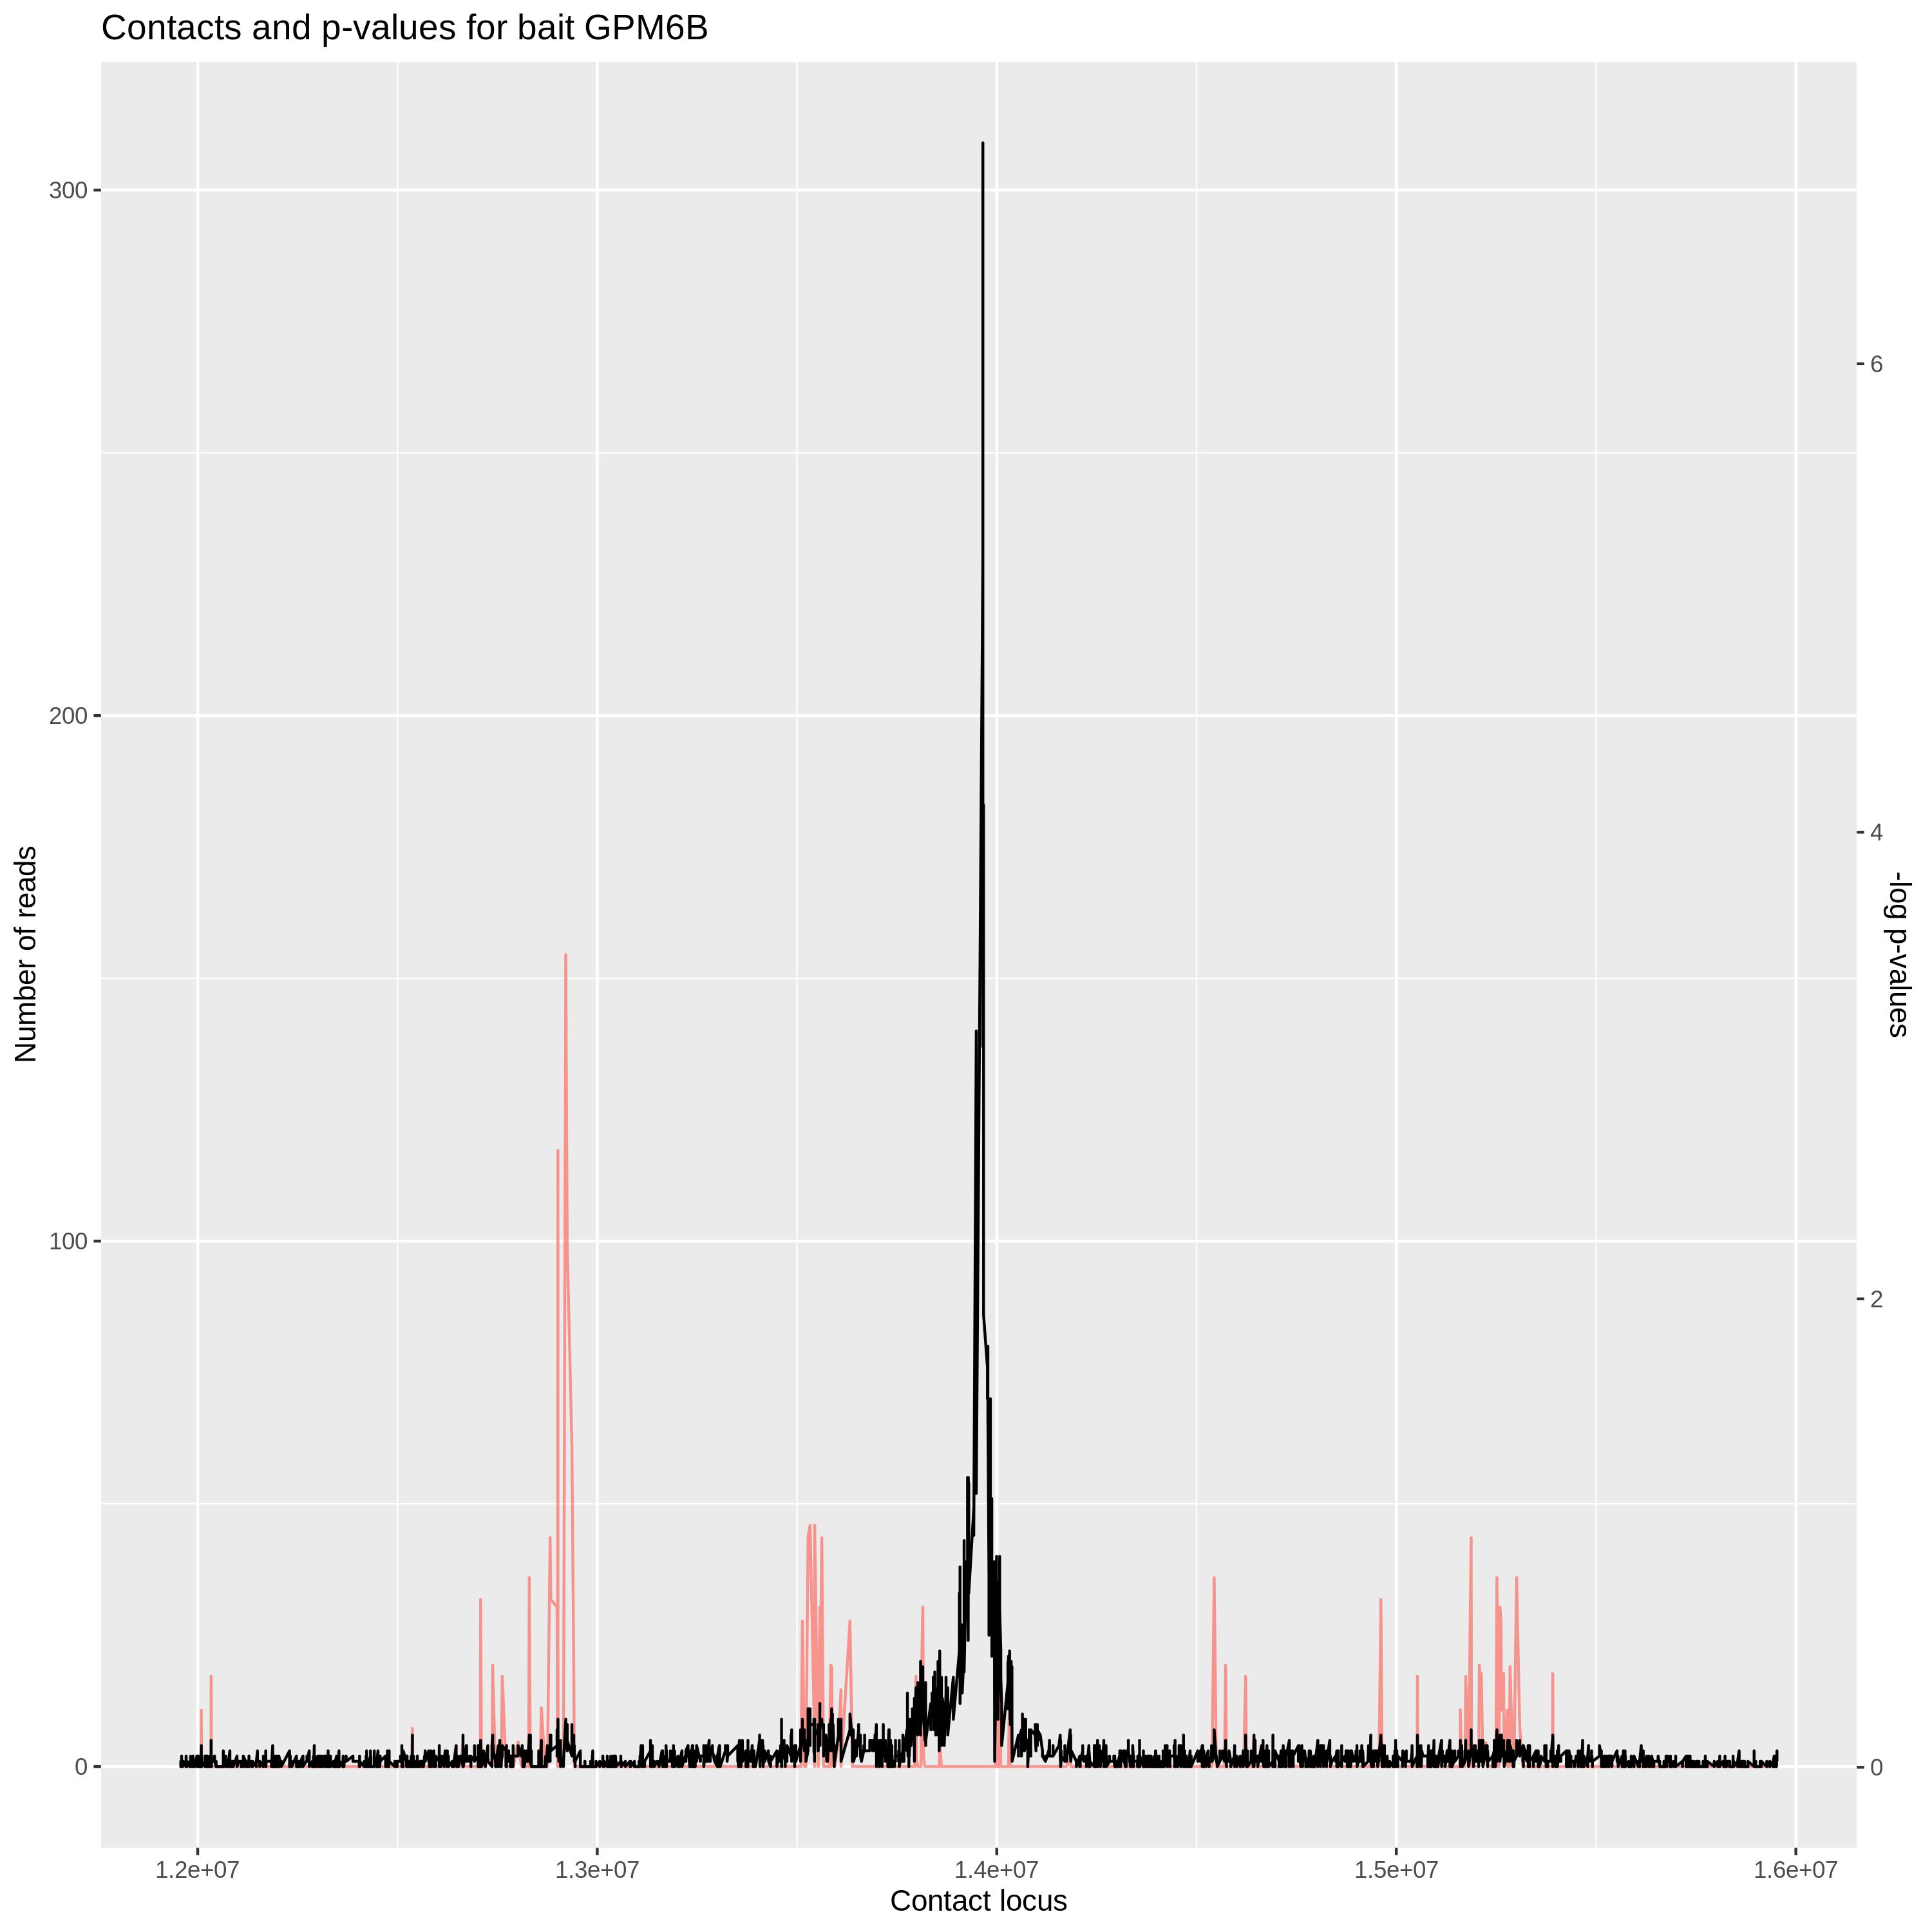 Contacts and p-values for bait GPM6B
300
200
100
0
Number of reads
6
4
2
0
-log p-values
1.2e+07
1.3e+07
1.4e+07
1.5e+07
1.6e+07
Contact locus